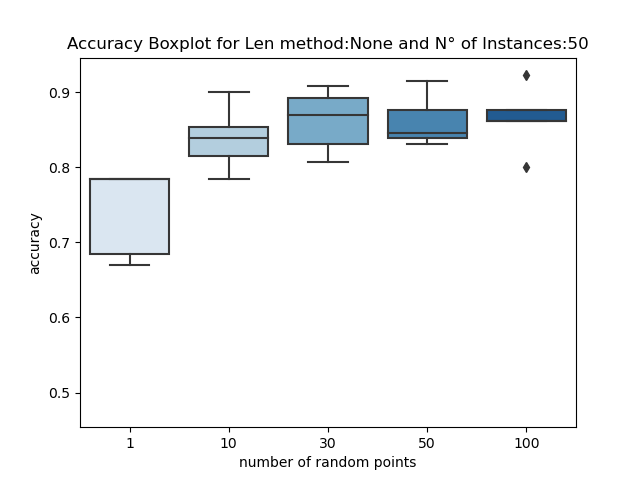 Accuracy Boxplot for Len method:None and N° of Instances:50
accuracy
0.9
0.8
0.7
0.6
0.5
1 10 30 50 100
number of random points